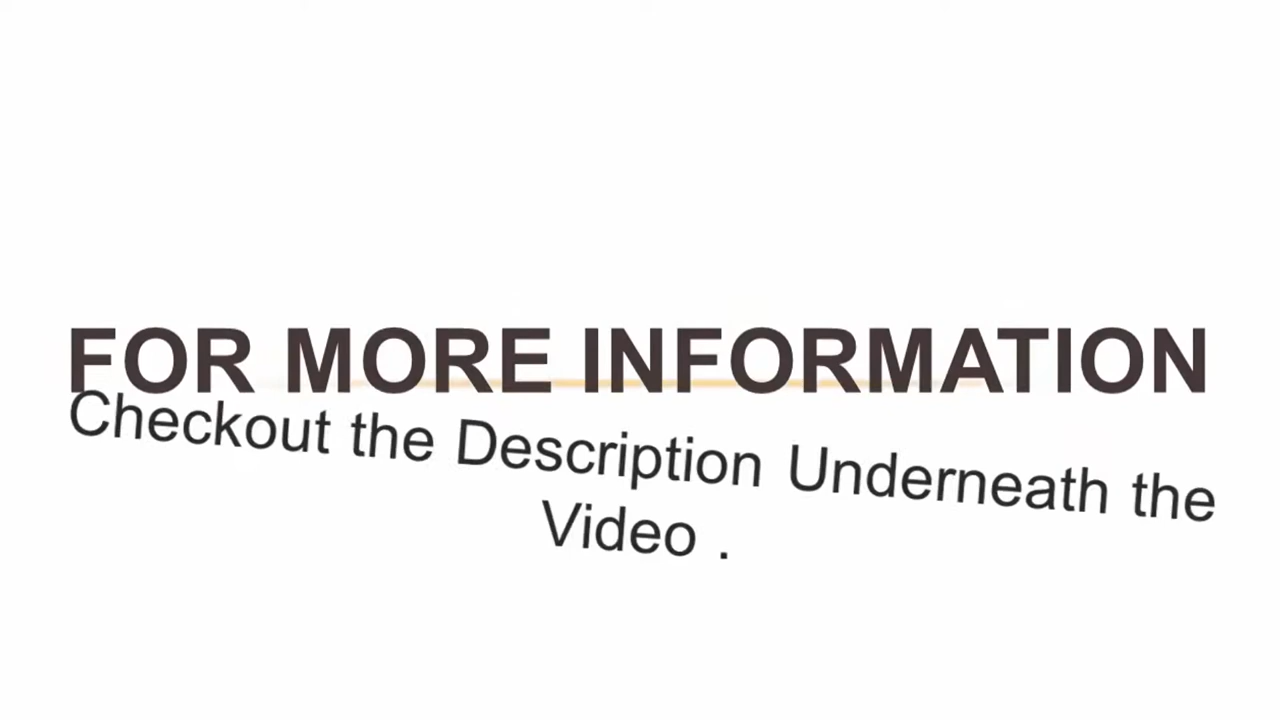 FOR MORE INFORMATION
Checkout the Description Underneath the
Video .